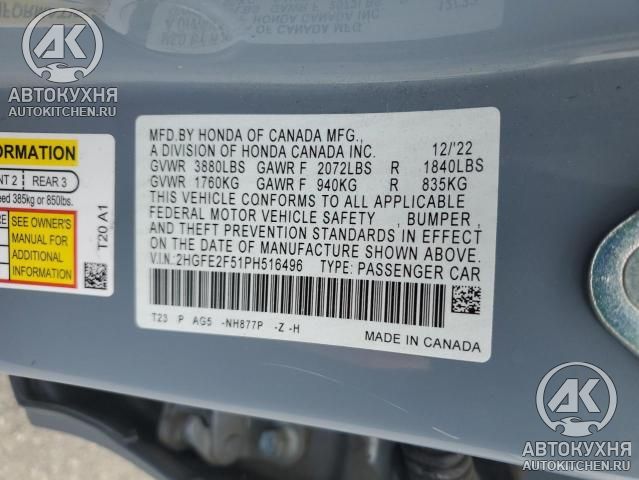 АВТОКУХНЯ
AUTOKITCHEN.RU
ORMATION
NT 2 REAR 3
eed 385kg or 850lbs.
SEE OWNER'S
MANUAL FOR
ADDITIONAL
INFORMATION
T20 A1
MFD.BY HONDA OF CANADA MFG.,
A DIVISION OF HONDA CANADA INC. 12/'22
GVWR 3880LBS GAWR F 2072LBS R 1840LBS
GVWR 1760KG GAWR F 940KG R 835KG
THIS VEHICLE CONFORMS TO ALL APPLICABLE
FEDERAL MOTOR VEHICLE SAFETY , BUMPER ,
AND THEFT PREVENTION STANDARDS IN EFFECT
ON THE DATE OF MANUFACTURE SHOWN ABOVE.
V.I.N.:2HGFE2F51PH516496 TYPE: PASSENGER CAR
T23 P AG5 -NH877P -Z -H
MADE IN CANADA
АК
АВТОКУХНЯ
AUTOKITCHEN.RU